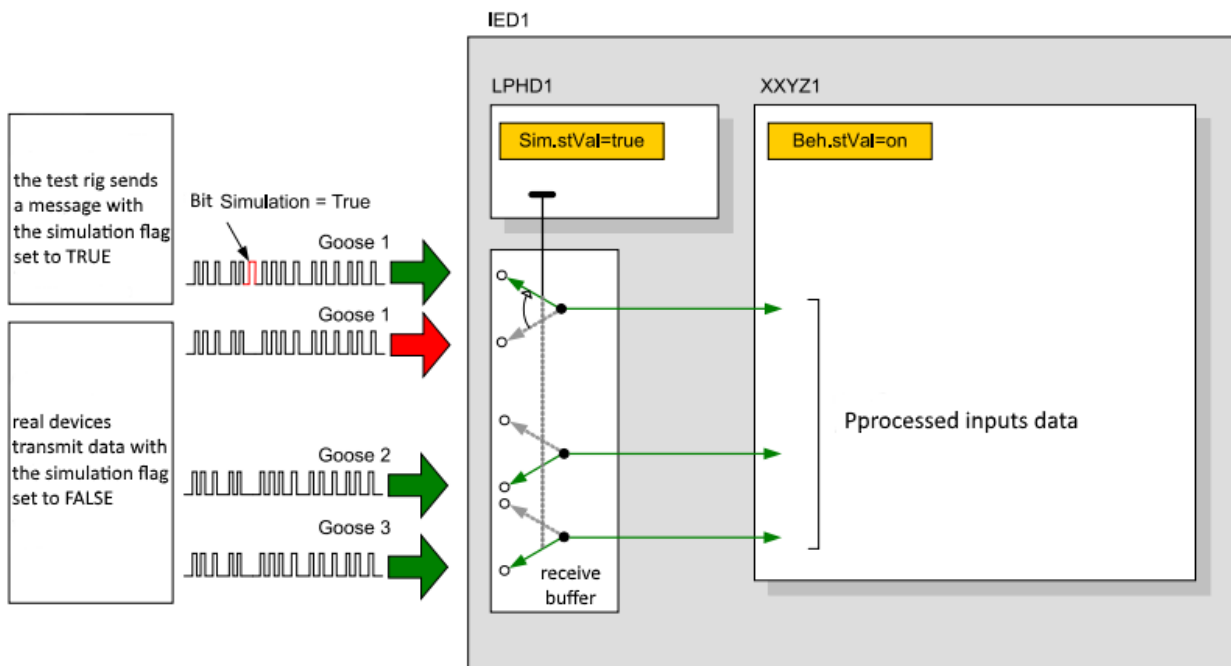 IED1
LPHD1
XXYZ1
Sim.stVal=true
Beh.stVal=on
the test rig sends
a message with
the simulation flag
set to TRUE
Bit Simulation = True
Goose 1
Goose 1
real devices
transmit data with
the simulation flag
set to FALSE
Goose 2
Goose 3
receive
buffer
Pprocessed inputs data